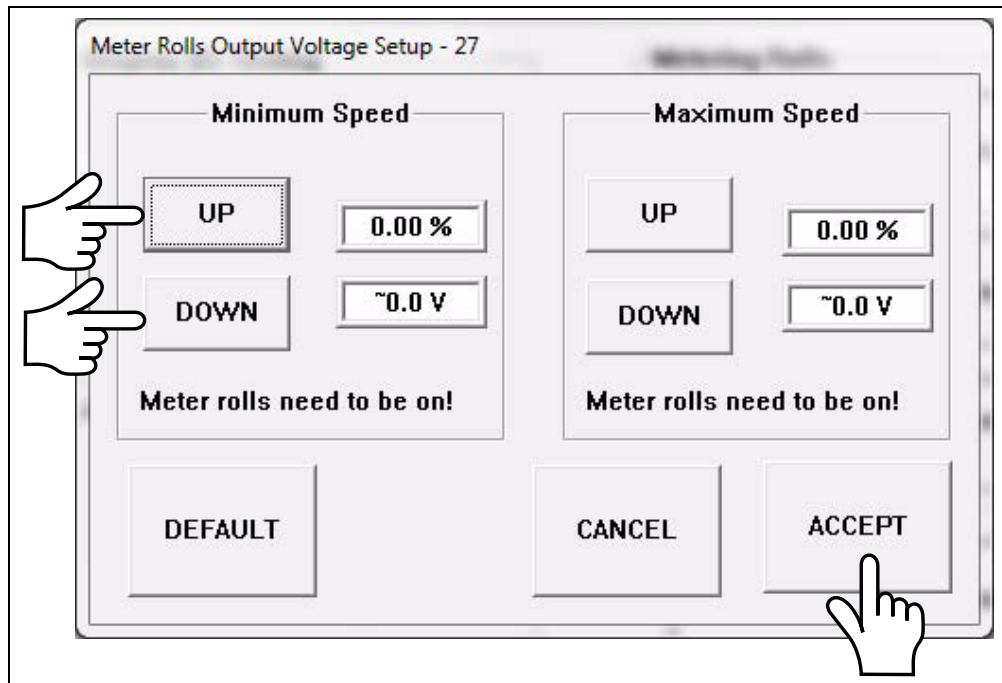 Meter Rolls Output Voltage Setup - 27
Minimum Speed
UP
0.00 %
DOWN
~0.0 V
Meter rolls need to be on!
Maximum Speed
UP
0.00 %
DOWN
~0.0 V
Meter rolls need to be on!
DEFAULT
CANCEL
ACCEPT